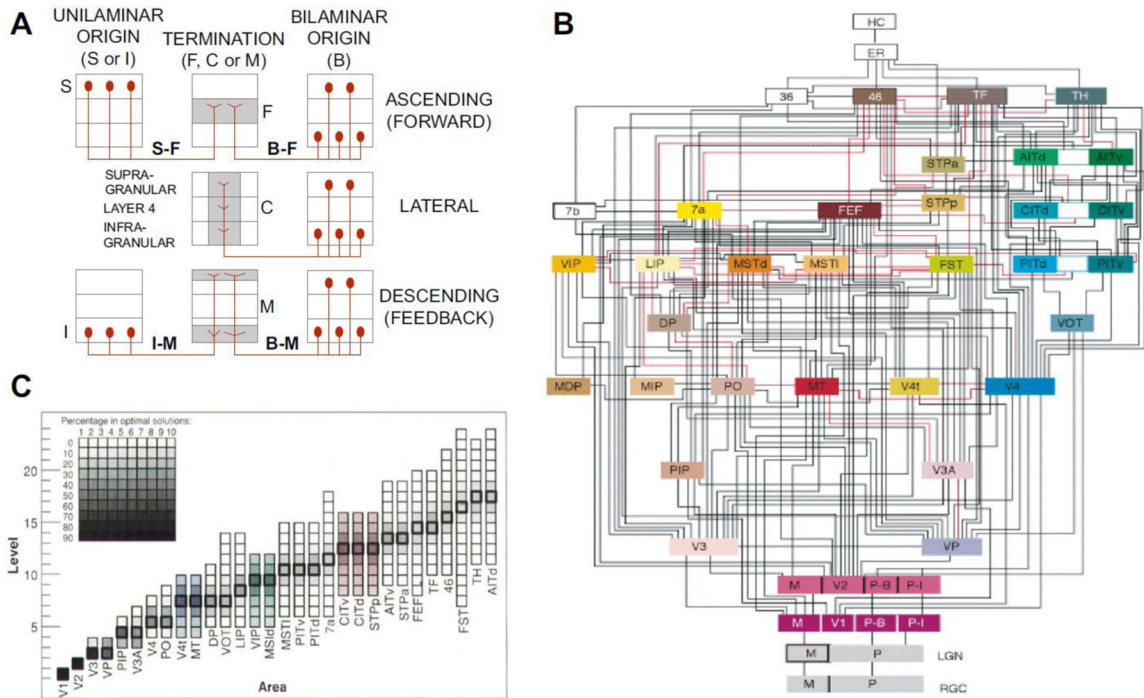 A
UNILAMINAR
ORIGIN
(S or I)
TERMINATION
(F, C or M)
BILAMINAR
ORIGIN
(B)
S
F
ASCENDING
(FORWARD)
S-F
B-F
SUPRA-
GRANULAR
LAYER 4
INFRA-
GRANULAR
C
LATERAL
M
DESCENDING
(FEEDBACK)
I
I-M
B-M
B
HC
ER
36
46
TF
TH
STPa
AITd
AITv
7b
7a
FEF
STPp
CITd
CITv
VIP
LIP
MSTd
MSTl
FST
PITd
PITv
DP
VOT
MDP
MIP
PO
MT
V4t
V4
PIP
V3A
V3
VP
M
V2
P-B
P-I
M
V1
P-B
P-I
M
P
LGN
M
P
RGC
C
Percentage in optimal solutions:
1 2 3 4 5 6 7 8 9 10
0
10
20
30
40
50
60
70
80
90
Level
20
15
10
5
V1
V2
V3
VP
PIP
V3A
V4
PO
V4t
MT
DP
VOT
LIP
VIP
MSTd
MSTl
PITv
PITd
7a
CITv
CITd
STPp
AITv
STPa
FEF
TF
46
FST
TH
AITd
Area